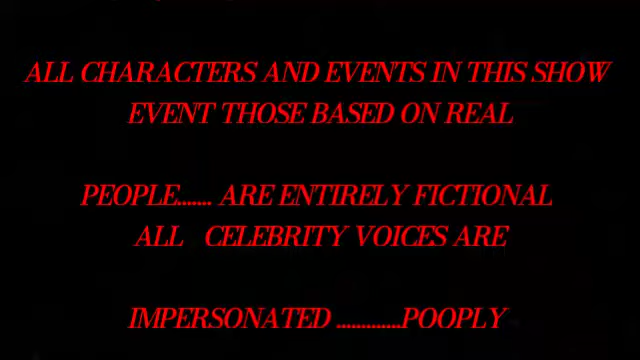 ALL CHARACTERS AND EVENTS IN THIS SHOW
EVENT THOSE BASED ON REAL
PEOPLE....... ARE ENTIRELY FICTIONAL
ALL CELEBRITY VOICES ARE
IMPERSONATED .............POOPLY